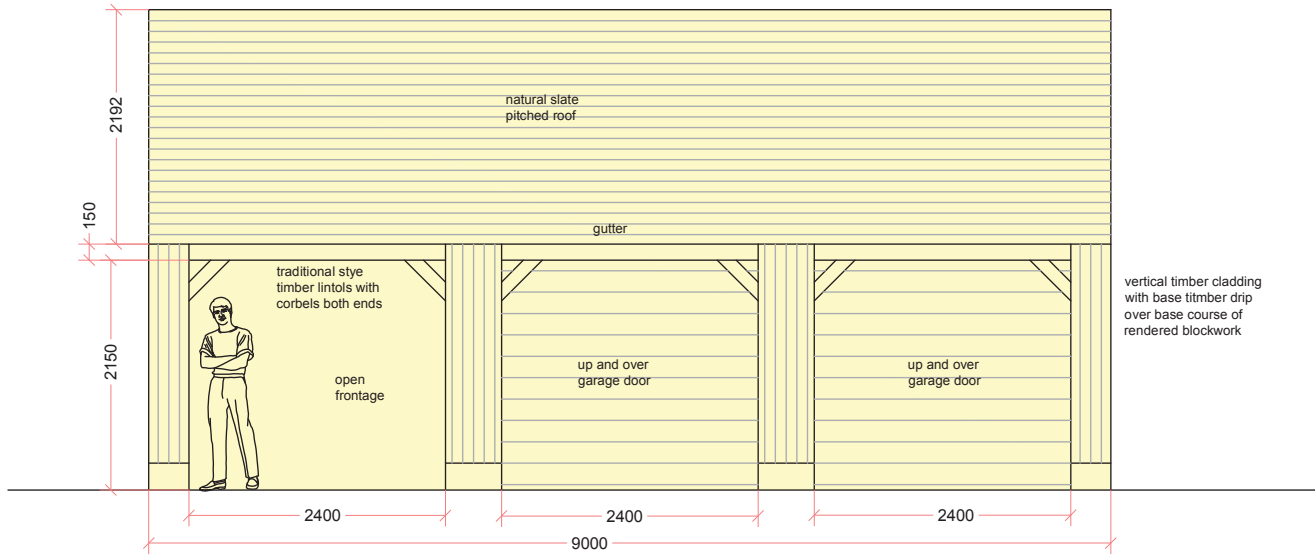 natural slate
pitched roof
2192
150
gutter
traditional stye
timber lintols with
corbels both ends
vertical timber cladding
with base titmber drip
over base course of
rendered blockwork
2150
open
frontage
up and over
garage door
up and over
garage door
2400
2400
2400
9000